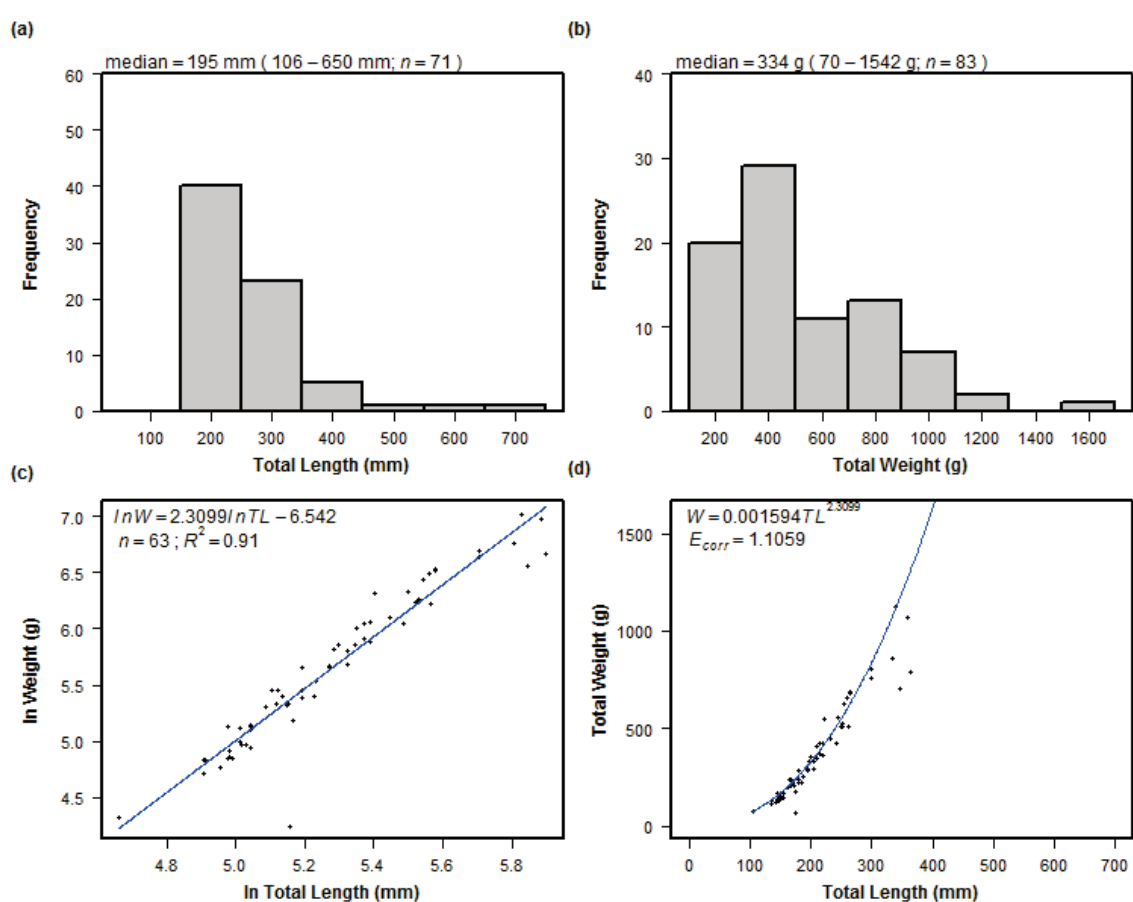 (a)
median = 195 mm ( 106 – 650 mm; n = 71 )
60
50
40
30
20
10
0
Frequency
100 200 300 400 500 600 700
Total Length (mm)
(b)
median = 334 g ( 70 – 1542 g; n = 83 )
40
30
20
10
0
Frequency
200 400 600 800 1000 1200 1600
Total Weight (g)
(c)
lnW = 2.3099lnTL – 6.542
n = 63 ; R² = 0.91
7.0
6.5
6.0
5.5
5.0
4.5
ln Weight (g)
4.8 5.0 5.2 5.4 5.6 5.8
ln Total Length (mm)
(d)
W = 0.001594TL^2.3099
E_corr = 1.1059
1500
1000
500
0
Total Weight (g)
0 100 200 300 400 500 600 700
Total Length (mm)